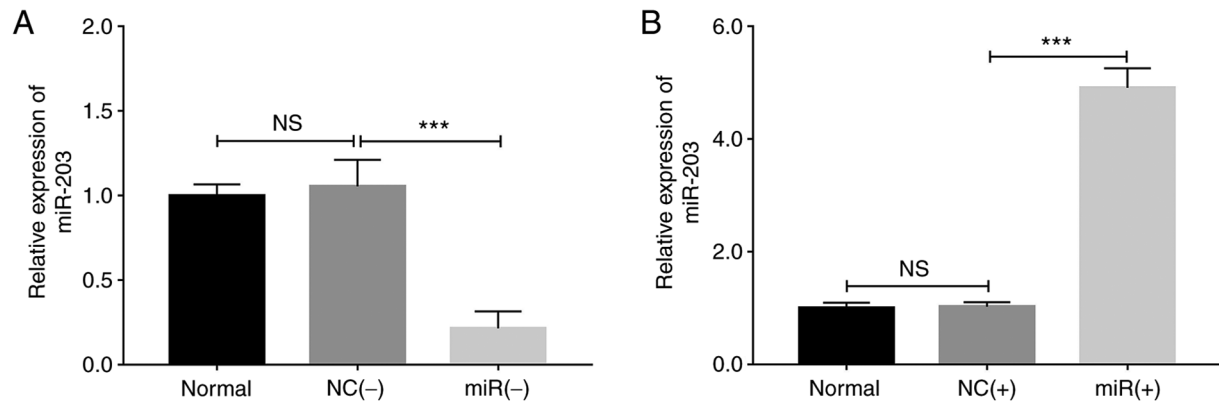 A
Relative expression of
miR-203
2.0
1.5
1.0
0.5
0.0
NS
***
Normal
NC(−)
miR(−)
B
Relative expression of
miR-203
6.0
4.0
2.0
0.0
NS
***
Normal
NC(+)
miR(+)